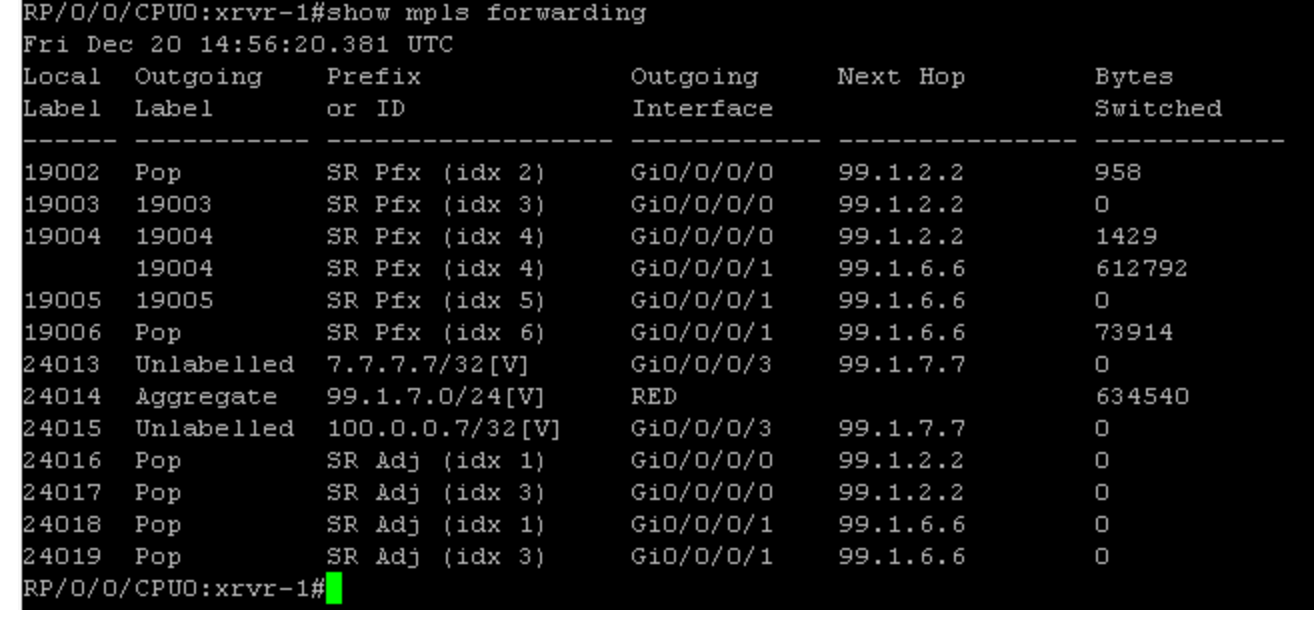 RP/0/0/CPU0:xrvr-1#show mpls forwarding
Fri Dec 20 14:56:20.381 UTC
Local  Outgoing    Prefix             Outgoing     Next Hop        Bytes
Label  Label       or ID              Interface                    Switched
------ ----------- ------------------ ------------ --------------- ------------
19002  Pop         SR Pfx (idx 2)     Gi0/0/0/0    99.1.2.2        958
19003  19003       SR Pfx (idx 3)     Gi0/0/0/0    99.1.2.2        0
19004  19004       SR Pfx (idx 4)     Gi0/0/0/0    99.1.2.2        1429
       19004       SR Pfx (idx 4)     Gi0/0/0/1    99.1.6.6        612792
19005  19005       SR Pfx (idx 5)     Gi0/0/0/1    99.1.6.6        0
19006  Pop         SR Pfx (idx 6)     Gi0/0/0/1    99.1.6.6        73914
24013  Unlabelled  7.7.7.7/32[V]      Gi0/0/0/3    99.1.7.7        0
24014  Aggregate   99.1.7.0/24[V]     RED                          634540
24015  Unlabelled  100.0.0.7/32[V]    Gi0/0/0/3    99.1.7.7        0
24016  Pop         SR Adj (idx 1)     Gi0/0/0/0    99.1.2.2        0
24017  Pop         SR Adj (idx 3)     Gi0/0/0/0    99.1.2.2        0
24018  Pop         SR Adj (idx 1)     Gi0/0/0/1    99.1.6.6        0
24019  Pop         SR Adj (idx 3)     Gi0/0/0/1    99.1.6.6        0
RP/0/0/CPU0:xrvr-1#